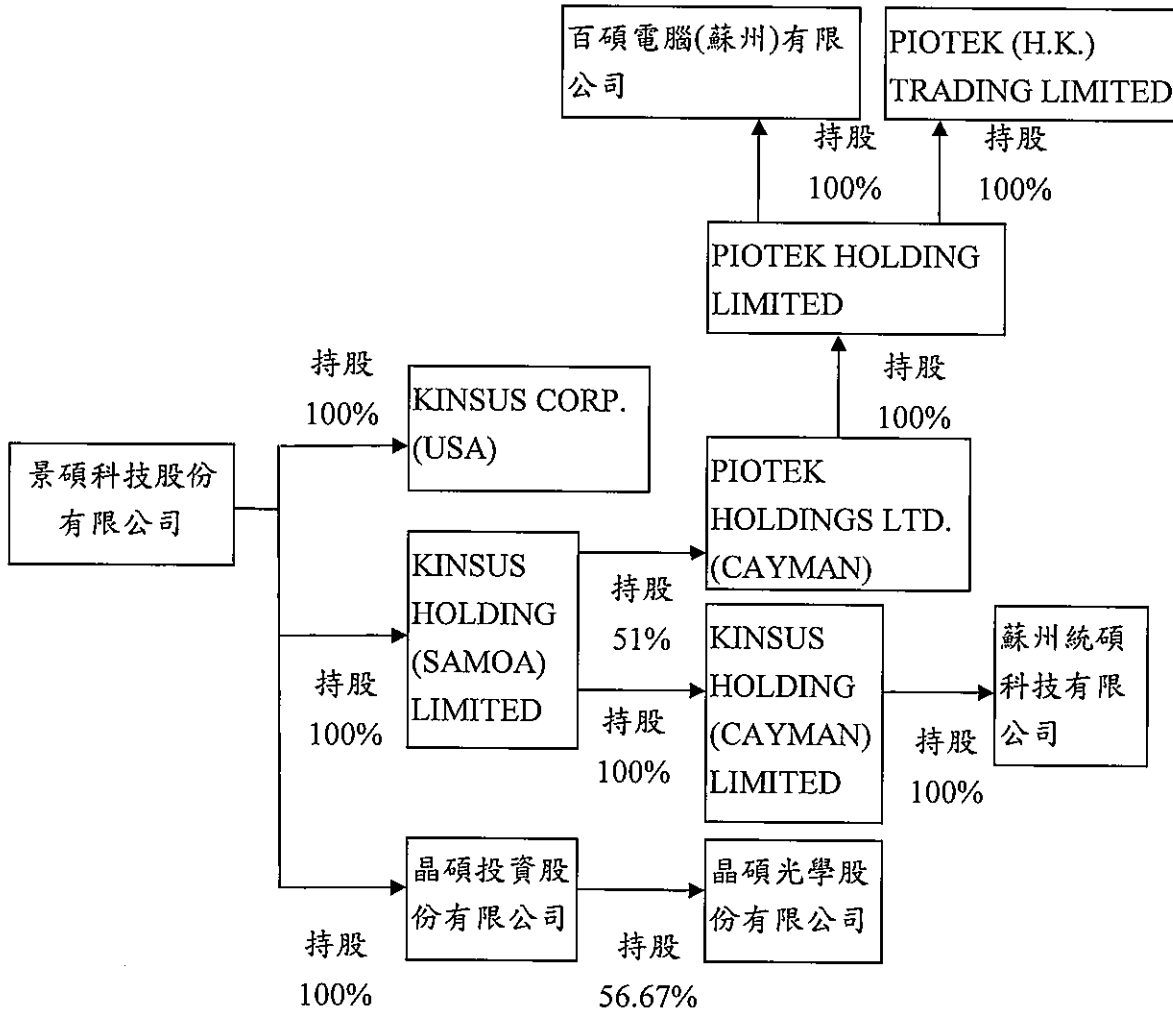 百碩電腦(蘇州)有限
公司
PIOTEK (H.K.)
TRADING LIMITED
持股
100%
持股
100%
PIOTEK HOLDING
LIMITED
持股
100%
持股
100%
KINSUS CORP.
(USA)
景碩科技股份
有限公司
PIOTEK
HOLDINGS LTD.
(CAYMAN)
KINSUS
HOLDING
(SAMOA)
LIMITED
持股
100%
持股
51%
持股
100%
KINSUS
HOLDING
(CAYMAN)
LIMITED
持股
100%
蘇州統碩
科技有限
公司
晶碩投資股
份有限公司
晶碩光學股
份有限公司
持股
100%
持股
56.67%